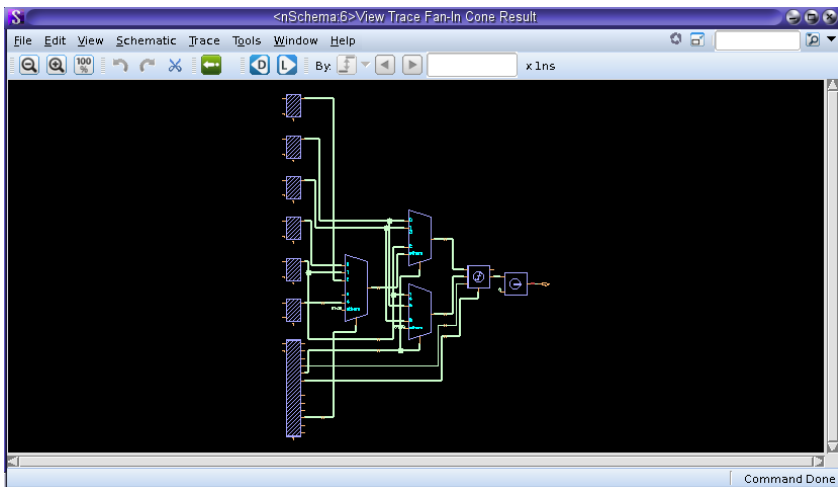 S <nSchema:6>View Trace Fan-In Cone Result
File Edit View Schematic Trace Tools Window Help
100 % D L By: x 1ns
Command Done